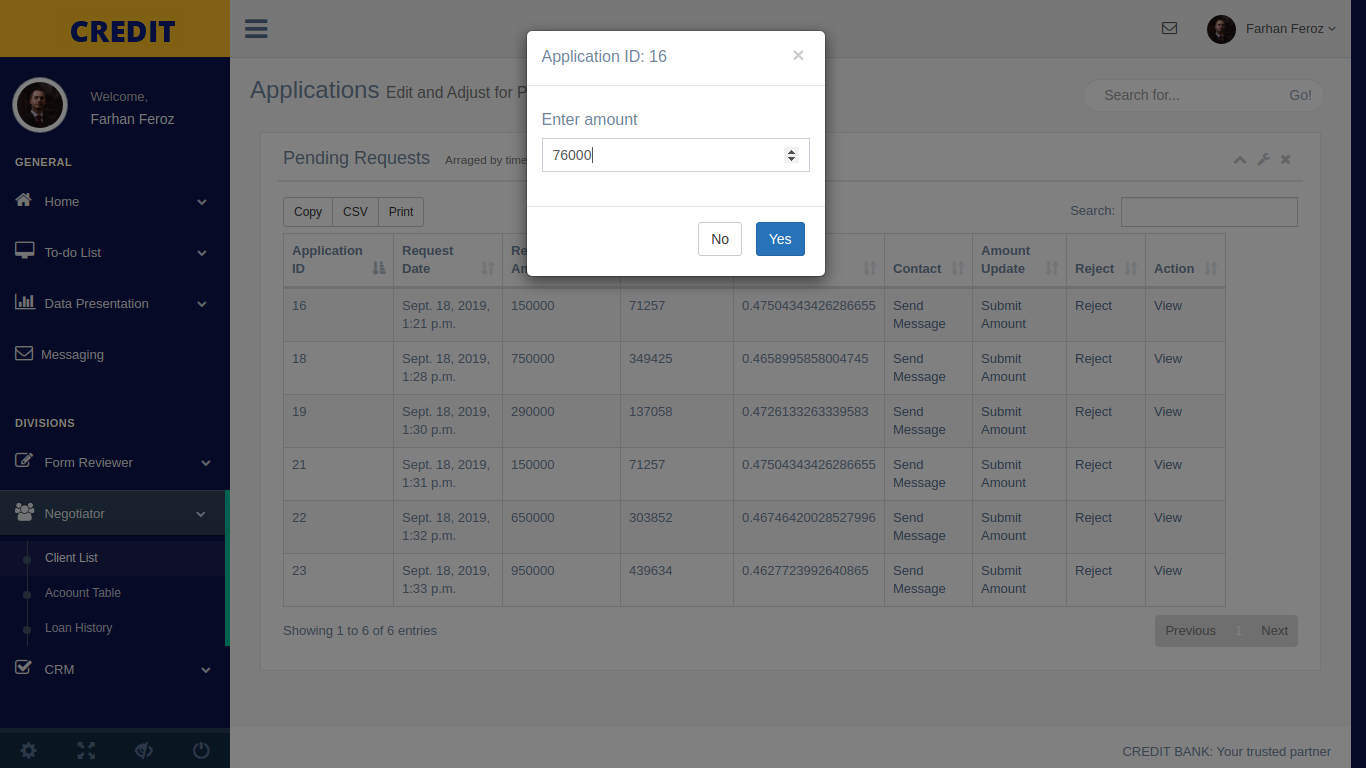 CREDIT
Farhan Feroz
Welcome,
Farhan Feroz
GENERAL
Home
To-do List
Data Presentation
Messaging
DIVISIONS
Form Reviewer
Negotiator
Client List
Acoount Table
Loan History
CRM
Applications Edit and Adjust for P
Search for... Go!
Pending Requests Arraged by time
Copy CSV Print
Search:
Application ID: 16 ×
Enter amount
76000
No Yes
Application Request Amount
ID Date Contact Update Reject Action
16 Sept. 18, 2019, 150000 71257 0.47504343426286655 Send Submit Reject View
1:21 p.m. Message Amount
18 Sept. 18, 2019, 750000 349425 0.4658995858004745 Send Submit Reject View
1:28 p.m. Message Amount
19 Sept. 18, 2019, 290000 137058 0.4726133263339583 Send Submit Reject View
1:30 p.m. Message Amount
21 Sept. 18, 2019, 150000 71257 0.47504343426286655 Send Submit Reject View
1:31 p.m. Message Amount
22 Sept. 18, 2019, 650000 303852 0.46746420028527996 Send Submit Reject View
1:32 p.m. Message Amount
23 Sept. 18, 2019, 950000 439634 0.4627723992640865 Send Submit Reject View
1:33 p.m. Message Amount
Showing 1 to 6 of 6 entries
Previous 1 Next
CREDIT BANK: Your trusted partner